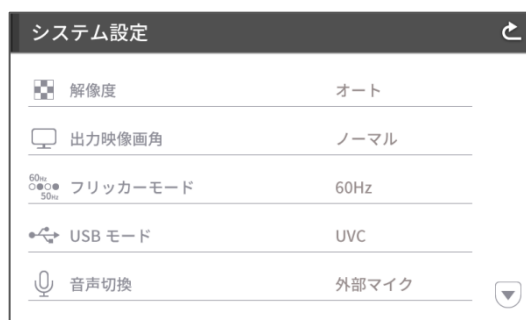 システム設定
解像度 オート
出力映像画角 ノーマル
60Hz
50Hz
フリッカーモード 60Hz
USB モード UVC
音声切換 外部マイク